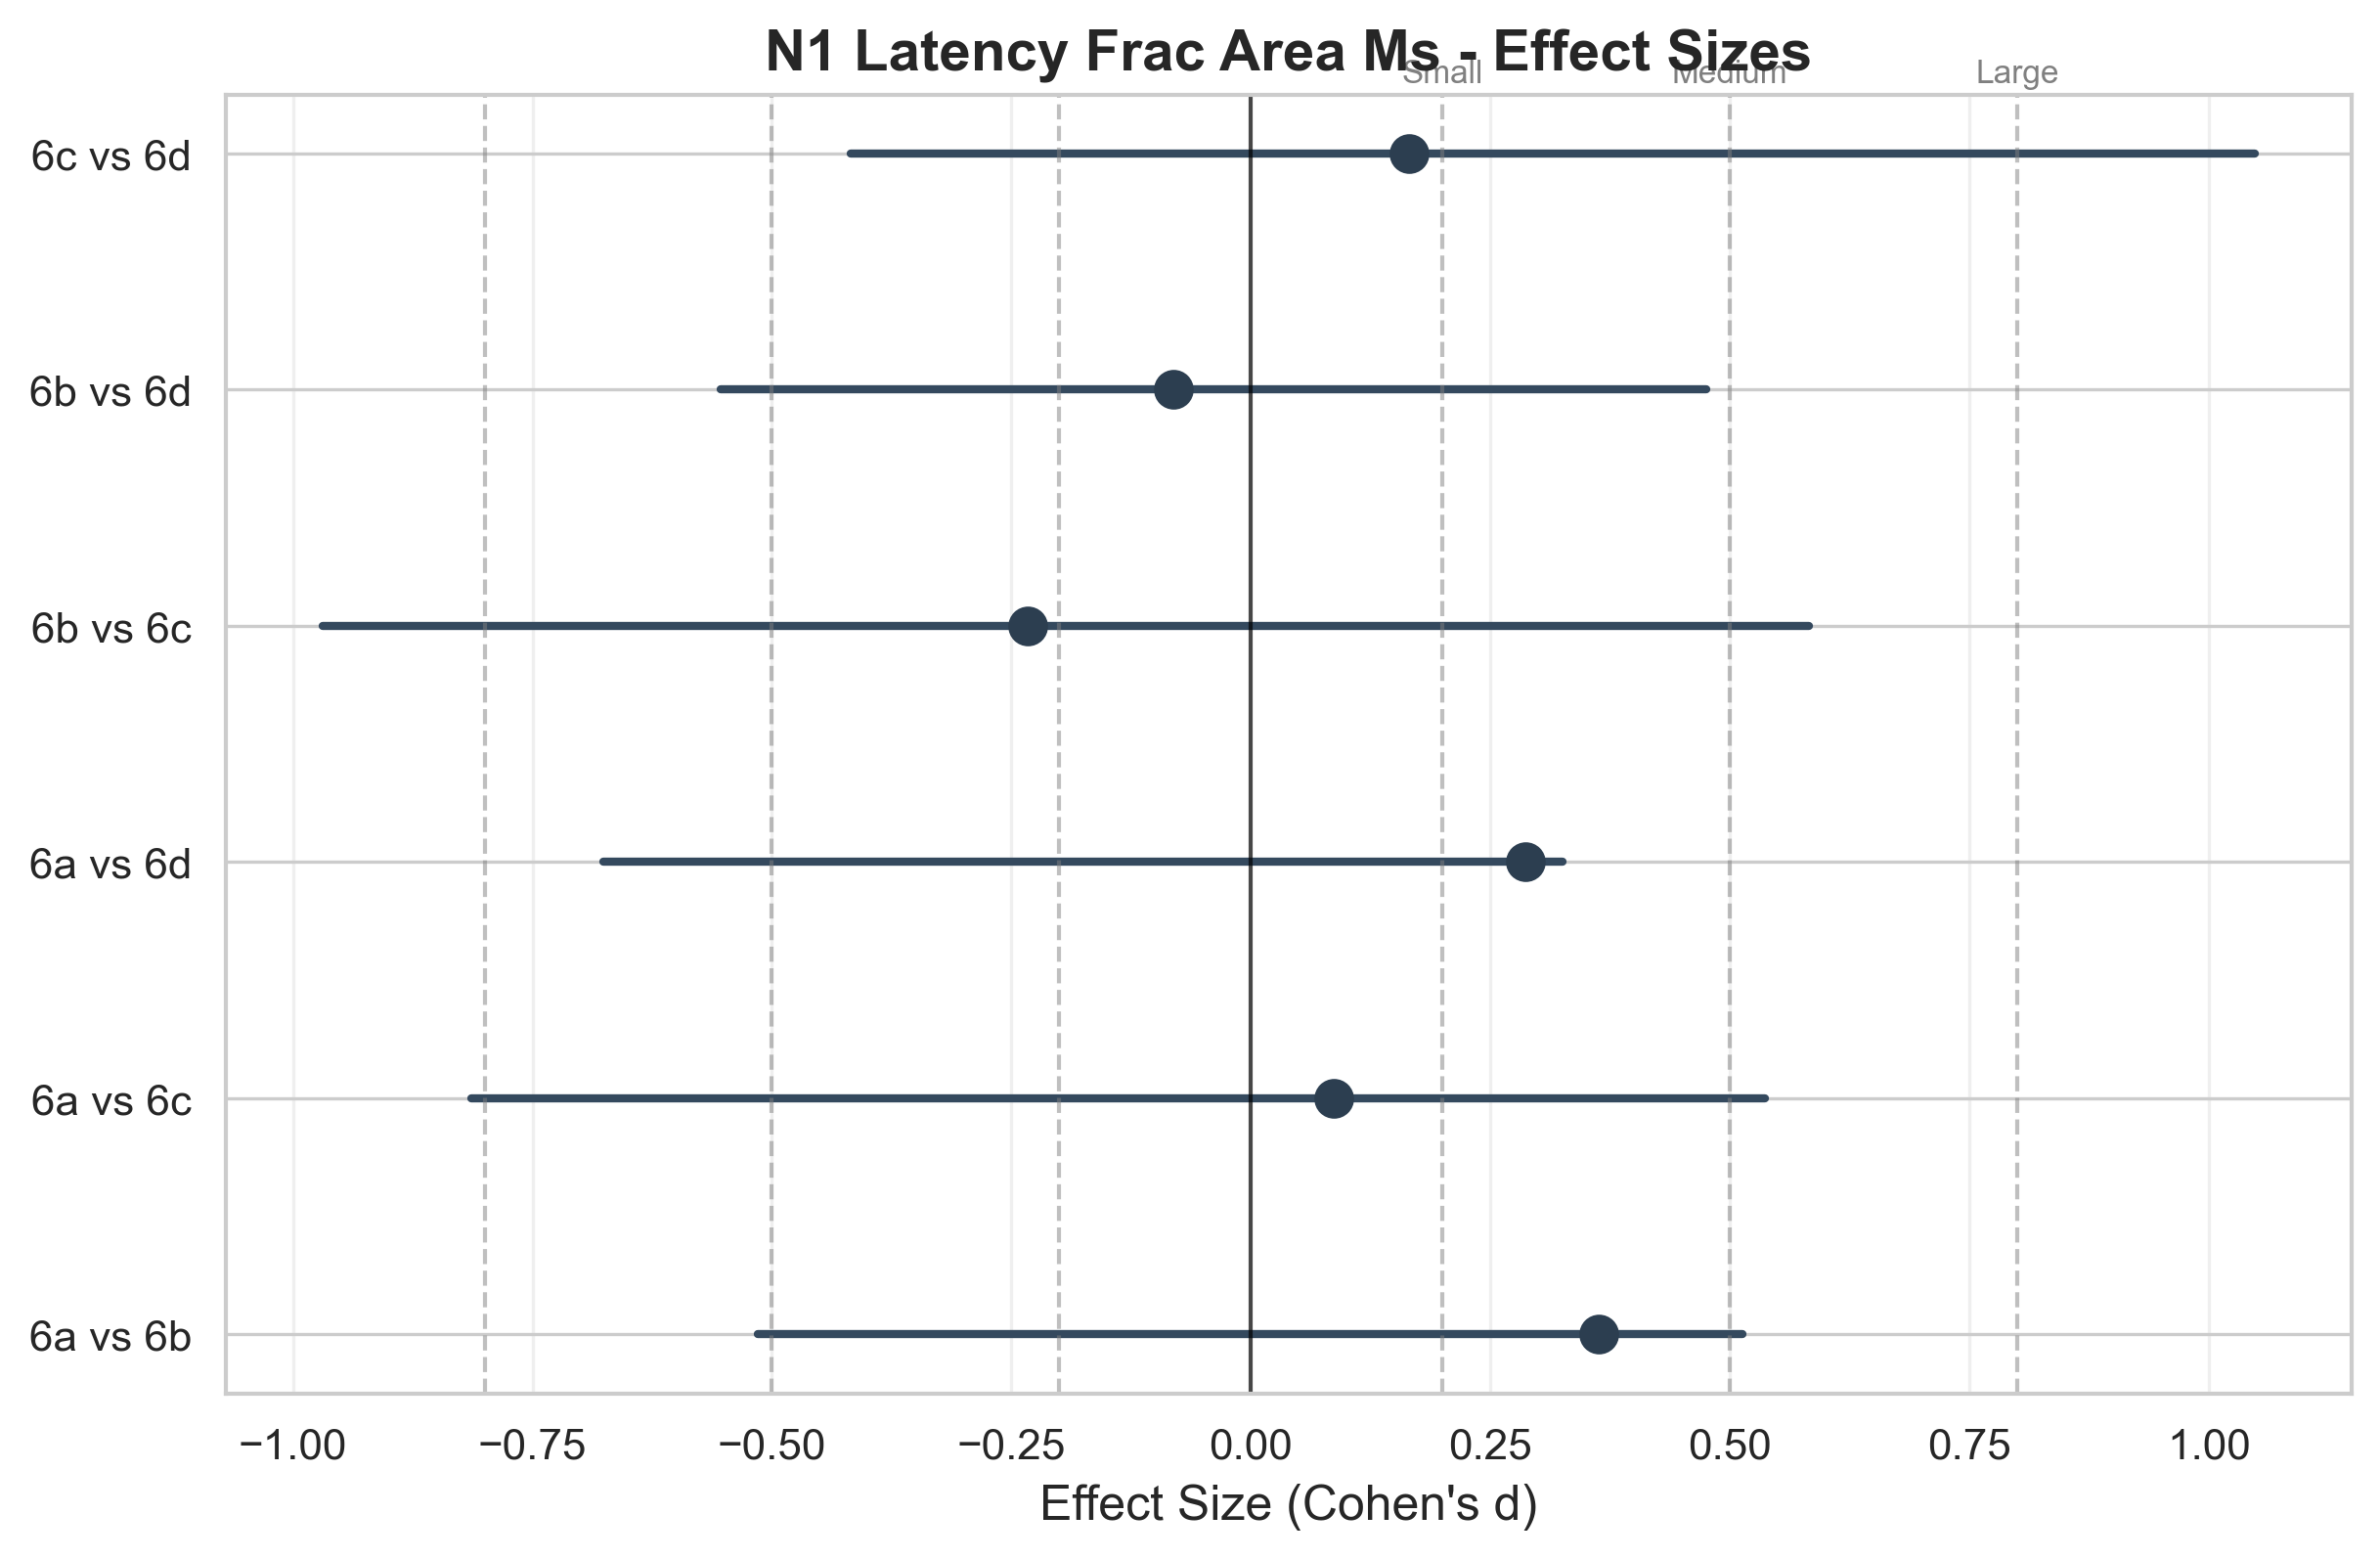 N1 Latency Frac Area Ms - Effect Sizes
Small Medium Large
6c vs 6d
6b vs 6d
6b vs 6c
6a vs 6d
6a vs 6c
6a vs 6b
−1.00 −0.75 −0.50 −0.25 0.00 0.25 0.50 0.75 1.00
Effect Size (Cohen's d)